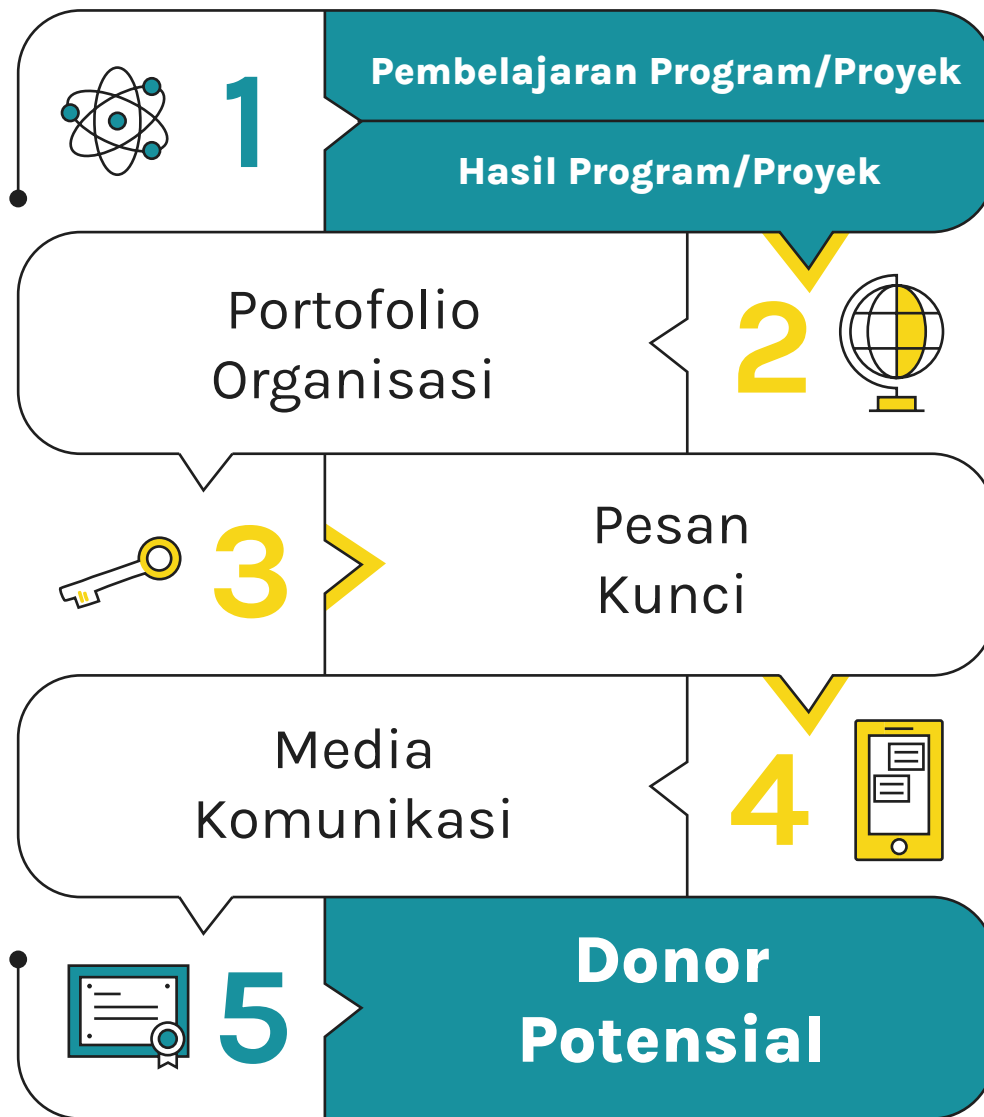 1
Pembelajaran Program/Proyek
Hasil Program/Proyek
Portofolio
Organisasi
2
3
Pesan
Kunci
Media
Komunikasi
4
5
Donor
Potensial